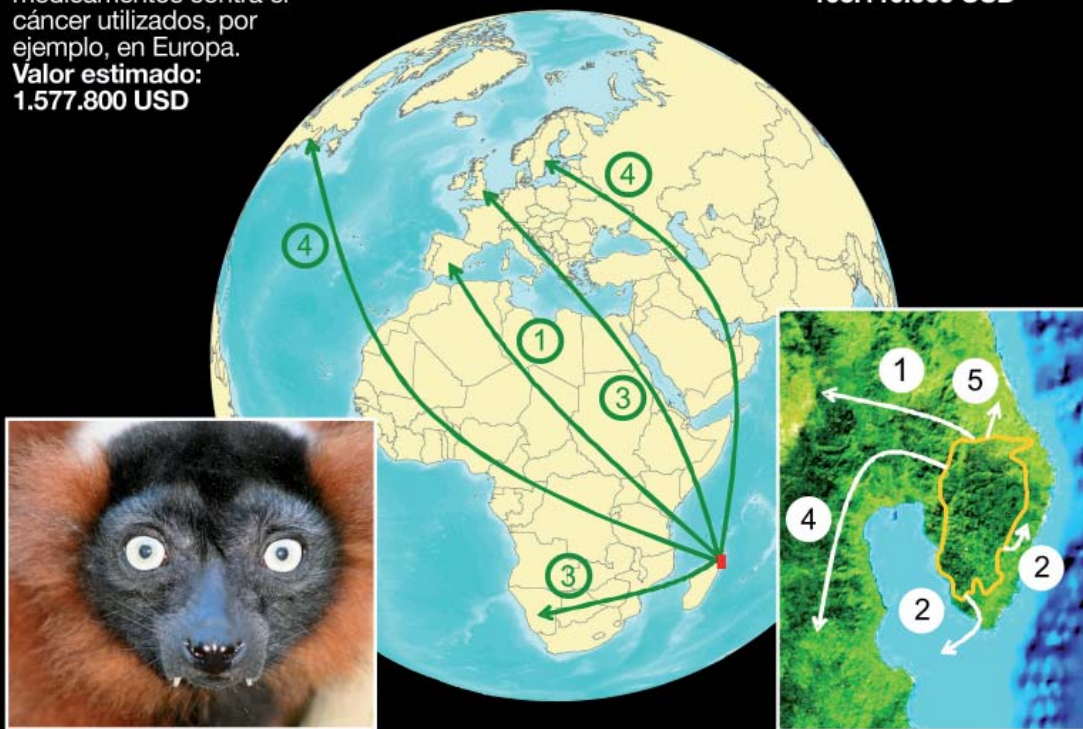 cáncer utilizados, por
ejemplo, en Europa.
Valor estimado:
1.577.800 USD
USD
4
4
1
3
3
1
5
4
2
2